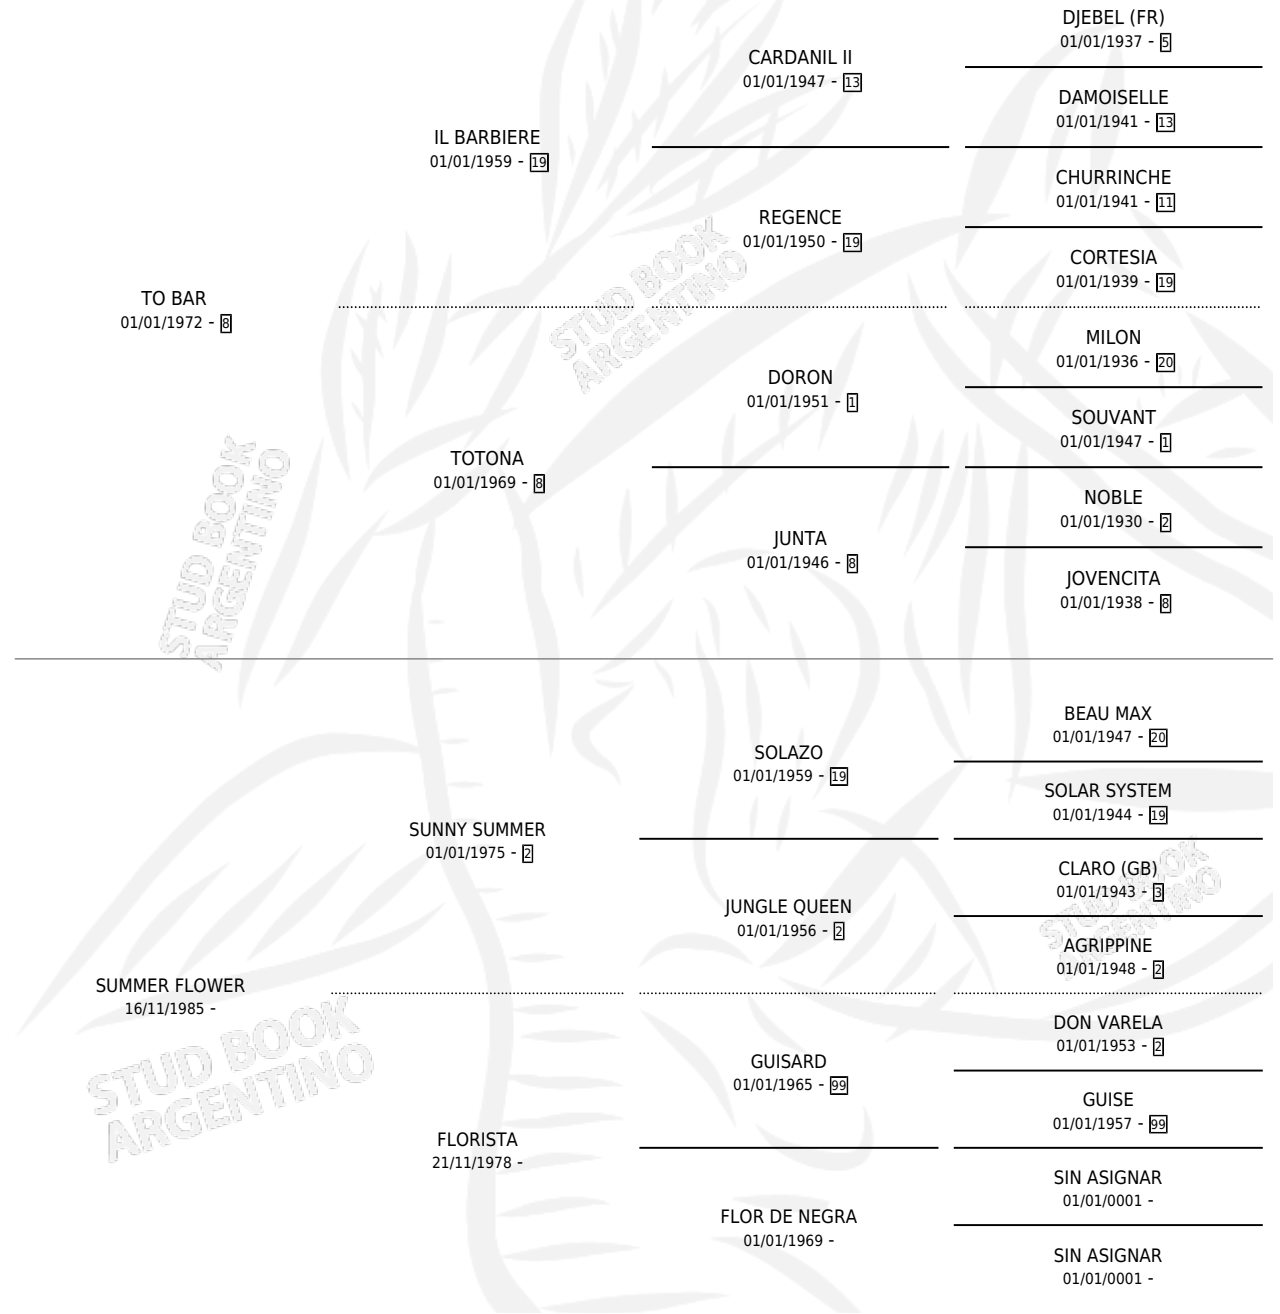 DJEBEL (FR)
01/01/1937 - 5
CARDANIL II
01/01/1947 - 13
DAMOISELLE
01/01/1941 - 13
IL BARBIERE
01/01/1959 - 19
CHURRINCHE
01/01/1941 - 11
REGENCE
01/01/1950 - 19
CORTESIA
01/01/1939 - 19
TO BAR
01/01/1972 - 8
MILON
01/01/1936 - 20
DORON
01/01/1951 - 1
SOUVANT
01/01/1947 - 1
TOTONA
01/01/1969 - 8
NOBLE
01/01/1930 - 2
JUNTA
01/01/1946 - 8
JOVENCITA
01/01/1938 - 8
BEAU MAX
01/01/1947 - 20
SOLAZO
01/01/1959 - 19
SOLAR SYSTEM
01/01/1944 - 19
SUNNY SUMMER
01/01/1975 - 2
CLARO (GB)
01/01/1943 - 3
JUNGLE QUEEN
01/01/1956 - 2
AGRIPPINE
01/01/1948 - 2
SUMMER FLOWER
16/11/1985 -
DON VARELA
01/01/1953 - 2
GUISARD
01/01/1965 - 99
GUISE
01/01/1957 - 99
FLORISTA
21/11/1978 -
SIN ASIGNAR
01/01/0001 -
FLOR DE NEGRA
01/01/1969 -
SIN ASIGNAR
01/01/0001 -
STUD BOOK
ARGENTINO
STUD BOOK
ARGENTINO
STUD BOOK
ARGENTINO
STUD BOOK
ARGENTINO